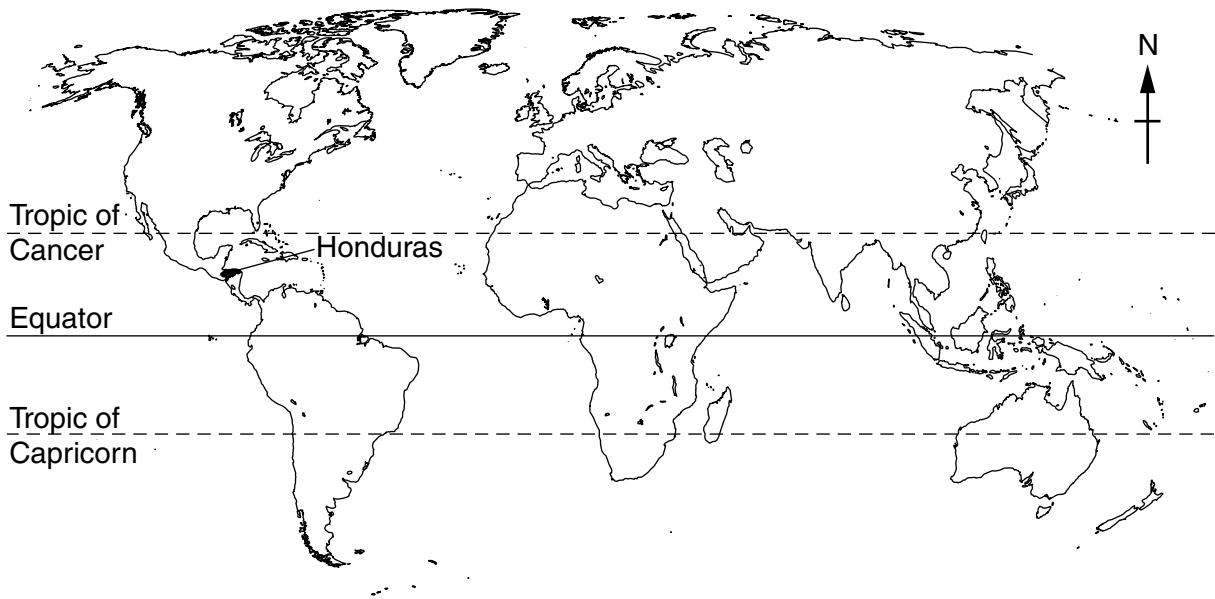 N
Tropic of
Cancer
Honduras
Equator
Tropic of
Capricorn